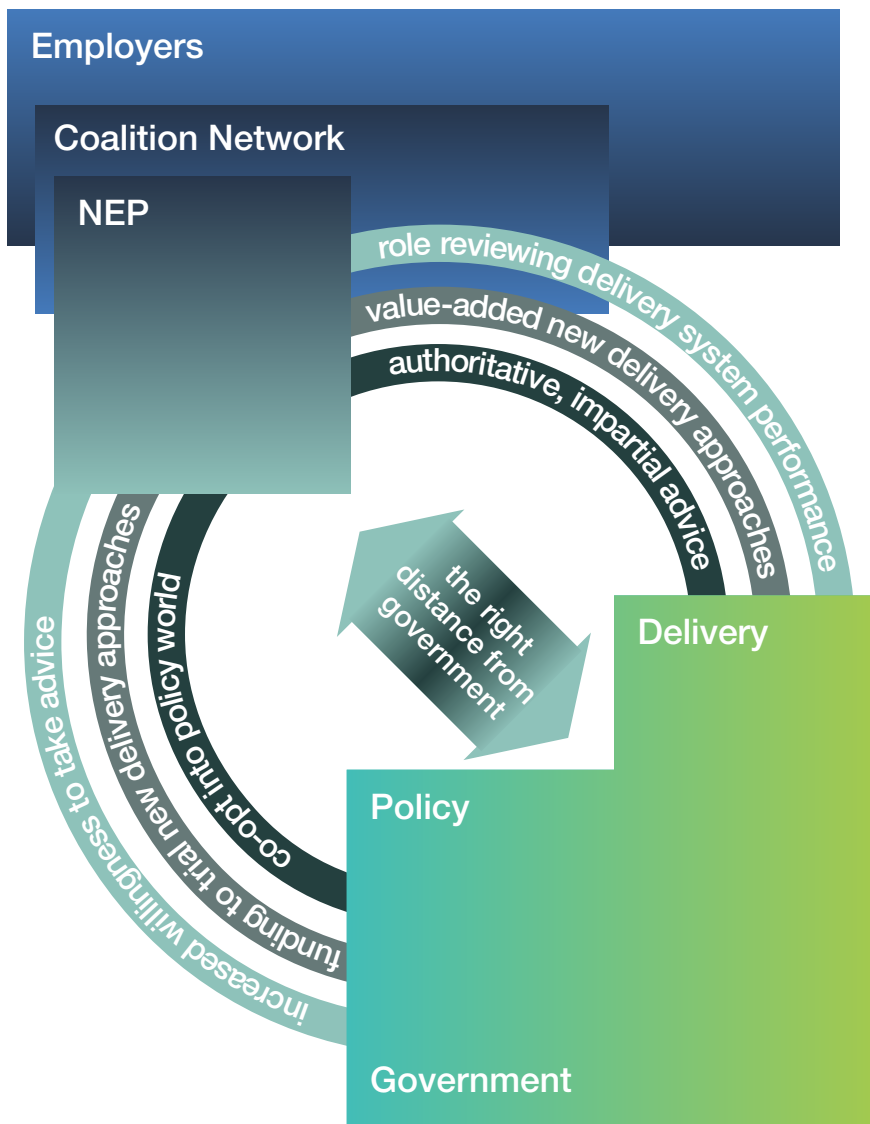 Employers
Coalition Network
NEP
role reviewing delivery system performance
value-added new delivery approaches
authoritative, impartial advice
the right
distance from
government
increased willingness to take advice
funding to trial new delivery approaches
co-opt into policy world
Delivery
Policy
Government